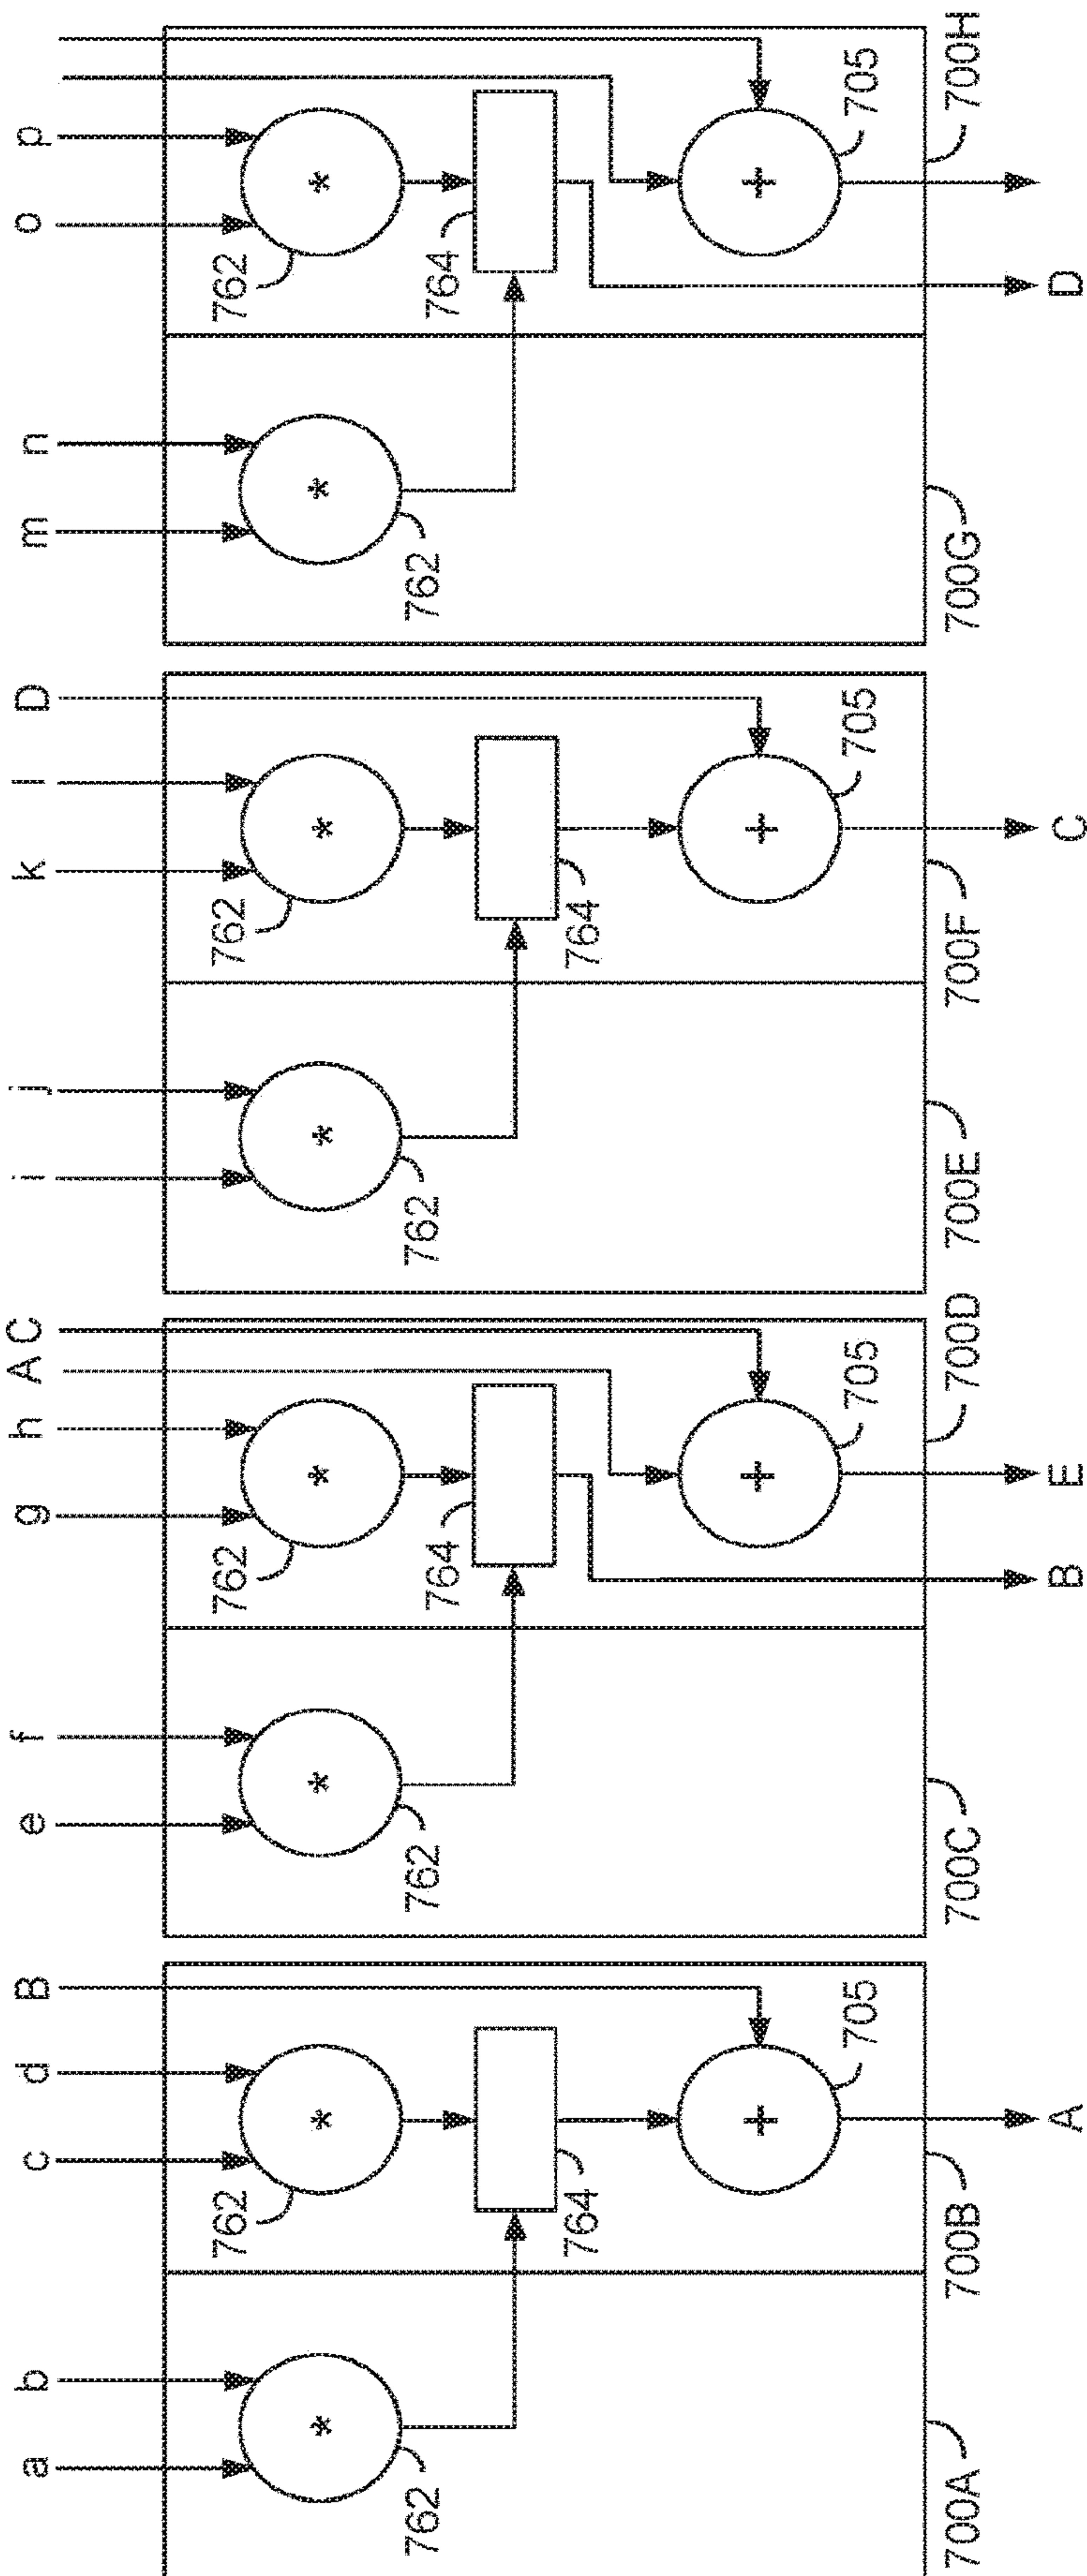 a b c d B e f g h A C i j k l D m n o p
* * * * * * * *
762 762 762 762 762 762 762 762
764 764 764 764
+ + + +
705 705 705 705
700A 700B 700C 700D 700E 700F 700G 700H
A B E C D